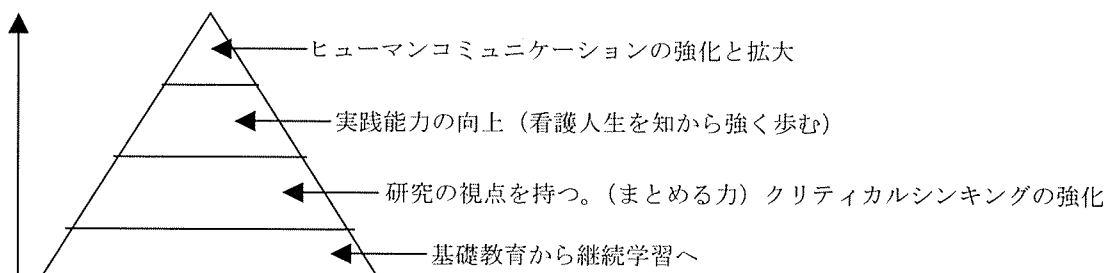 ヒューマンコミュニケーションの強化と拡大
実践能力の向上（看護人生を知から強く歩む）
研究の視点を持つ。（まとめる力）クリティカルシンキングの強化
基礎教育から継続学習へ